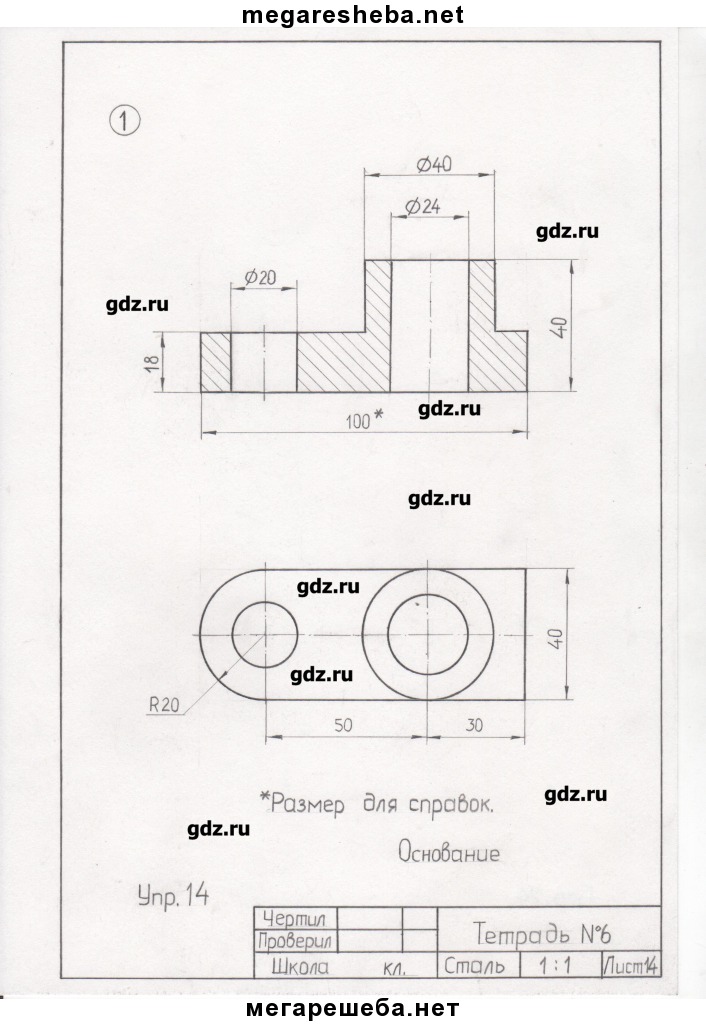 megaresheba.net
1
Ø40
Ø24
gdz.ru
Ø20
gdz.ru
40
18
gdz.ru
100*
gdz.ru
gdz.ru
40
gdz.ru
R20
50
30
*Размер для справок.
gdz.ru
gdz.ru
Основание
Упр. 14
Чертил
Проверил
Тетрадь №6
Школа кл.
Сталь
1:1
Лист14
мегарешеба.нет